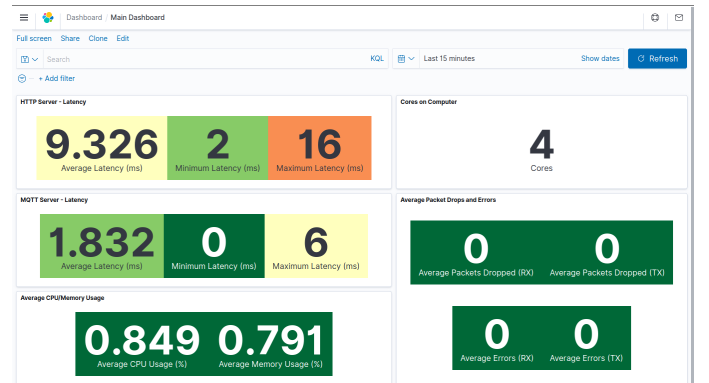 Dashboard / Main Dashboard
Full screen Share Clone Edit
Search KQL Last 15 minutes Show dates Refresh
+ Add filter
HTTP Server - Latency
9.326 2 16
Average Latency (ms) Minimum Latency (ms) Maximum Latency (ms)
Cores on Computer
4
Cores
MQTT Server - Latency
1.832 0 6
Average Latency (ms) Minimum Latency (ms) Maximum Latency (ms)
Average Packet Drops and Errors
0 0
Average Packets Dropped (RX) Average Packets Dropped (TX)
0 0
Average Errors (RX) Average Errors (TX)
Average CPU/Memory Usage
0.849 0.791
Average CPU Usage (%) Average Memory Usage (%)